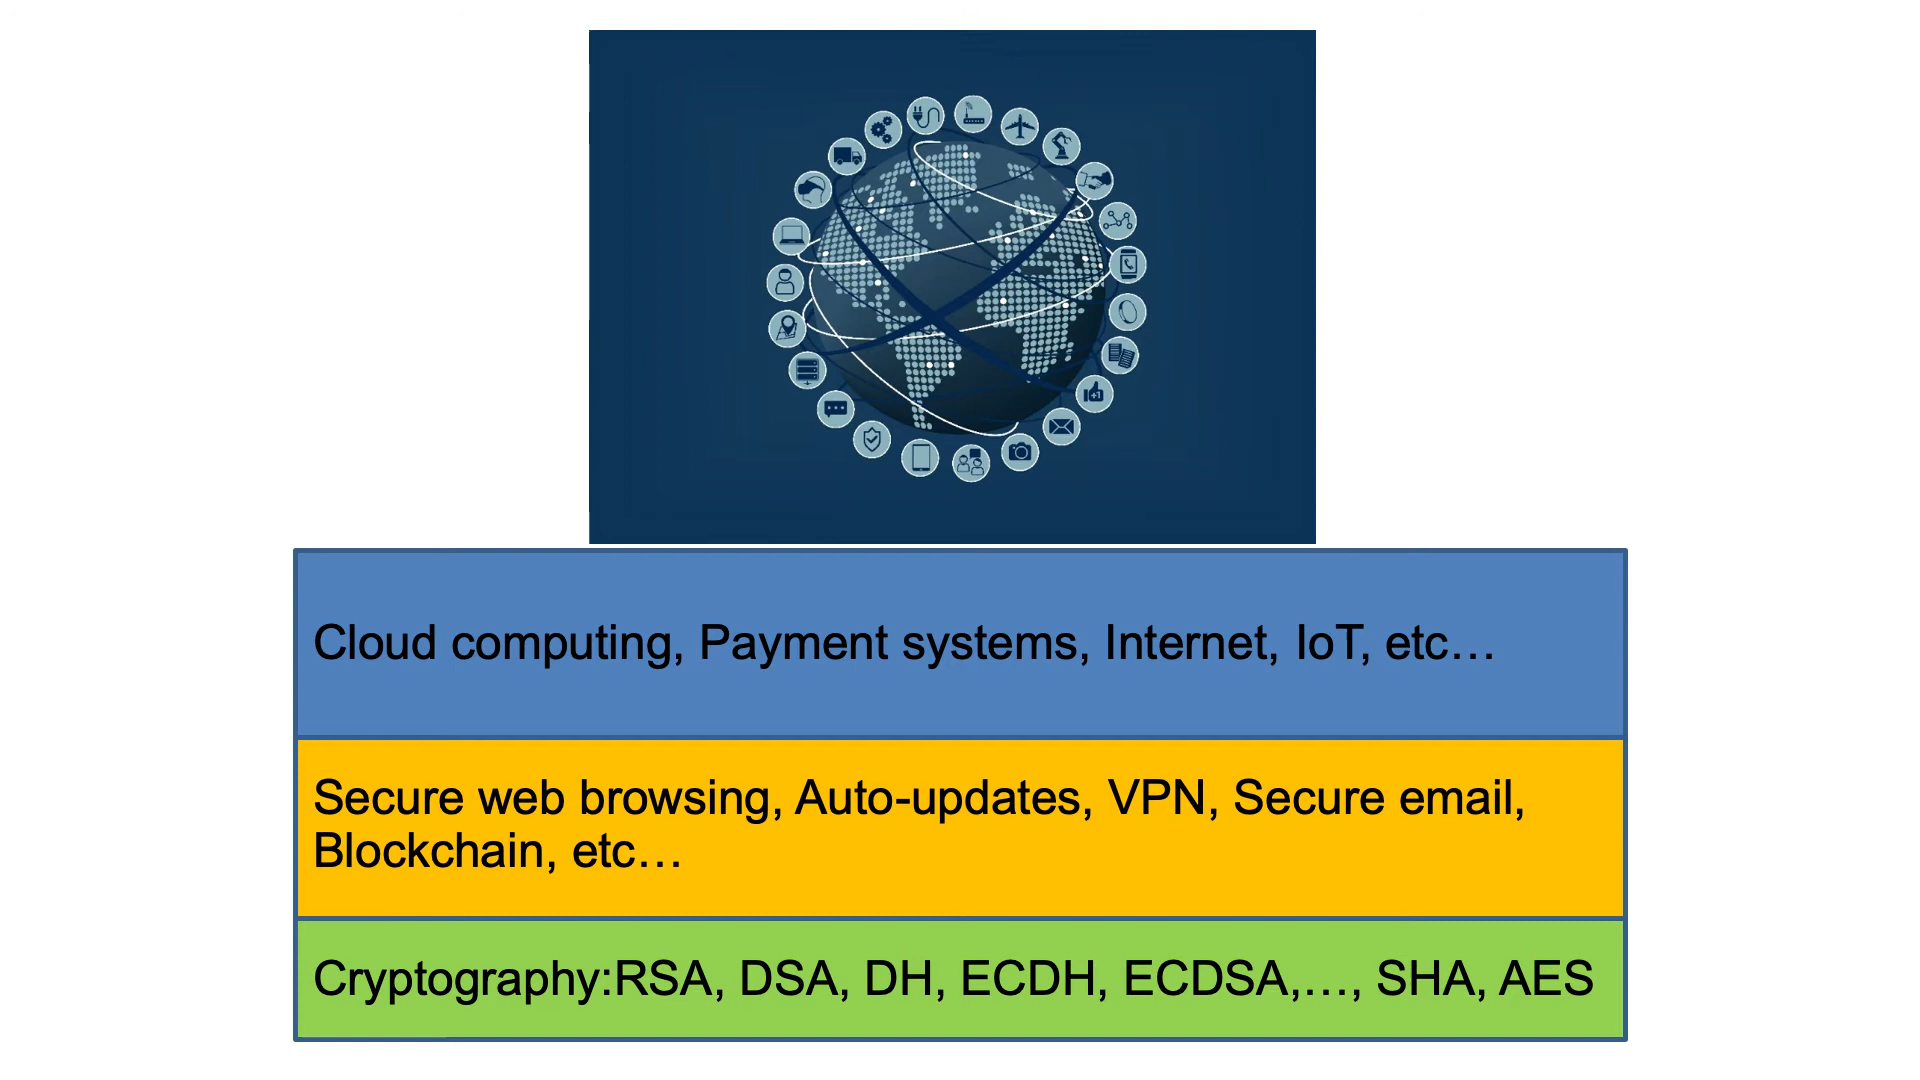 Cloud computing, Payment systems, Internet, IoT, etc…
Secure web browsing, Auto-updates, VPN, Secure email,
Blockchain, etc…
Cryptography:RSA, DSA, DH, ECDH, ECDSA,…, SHA, AES